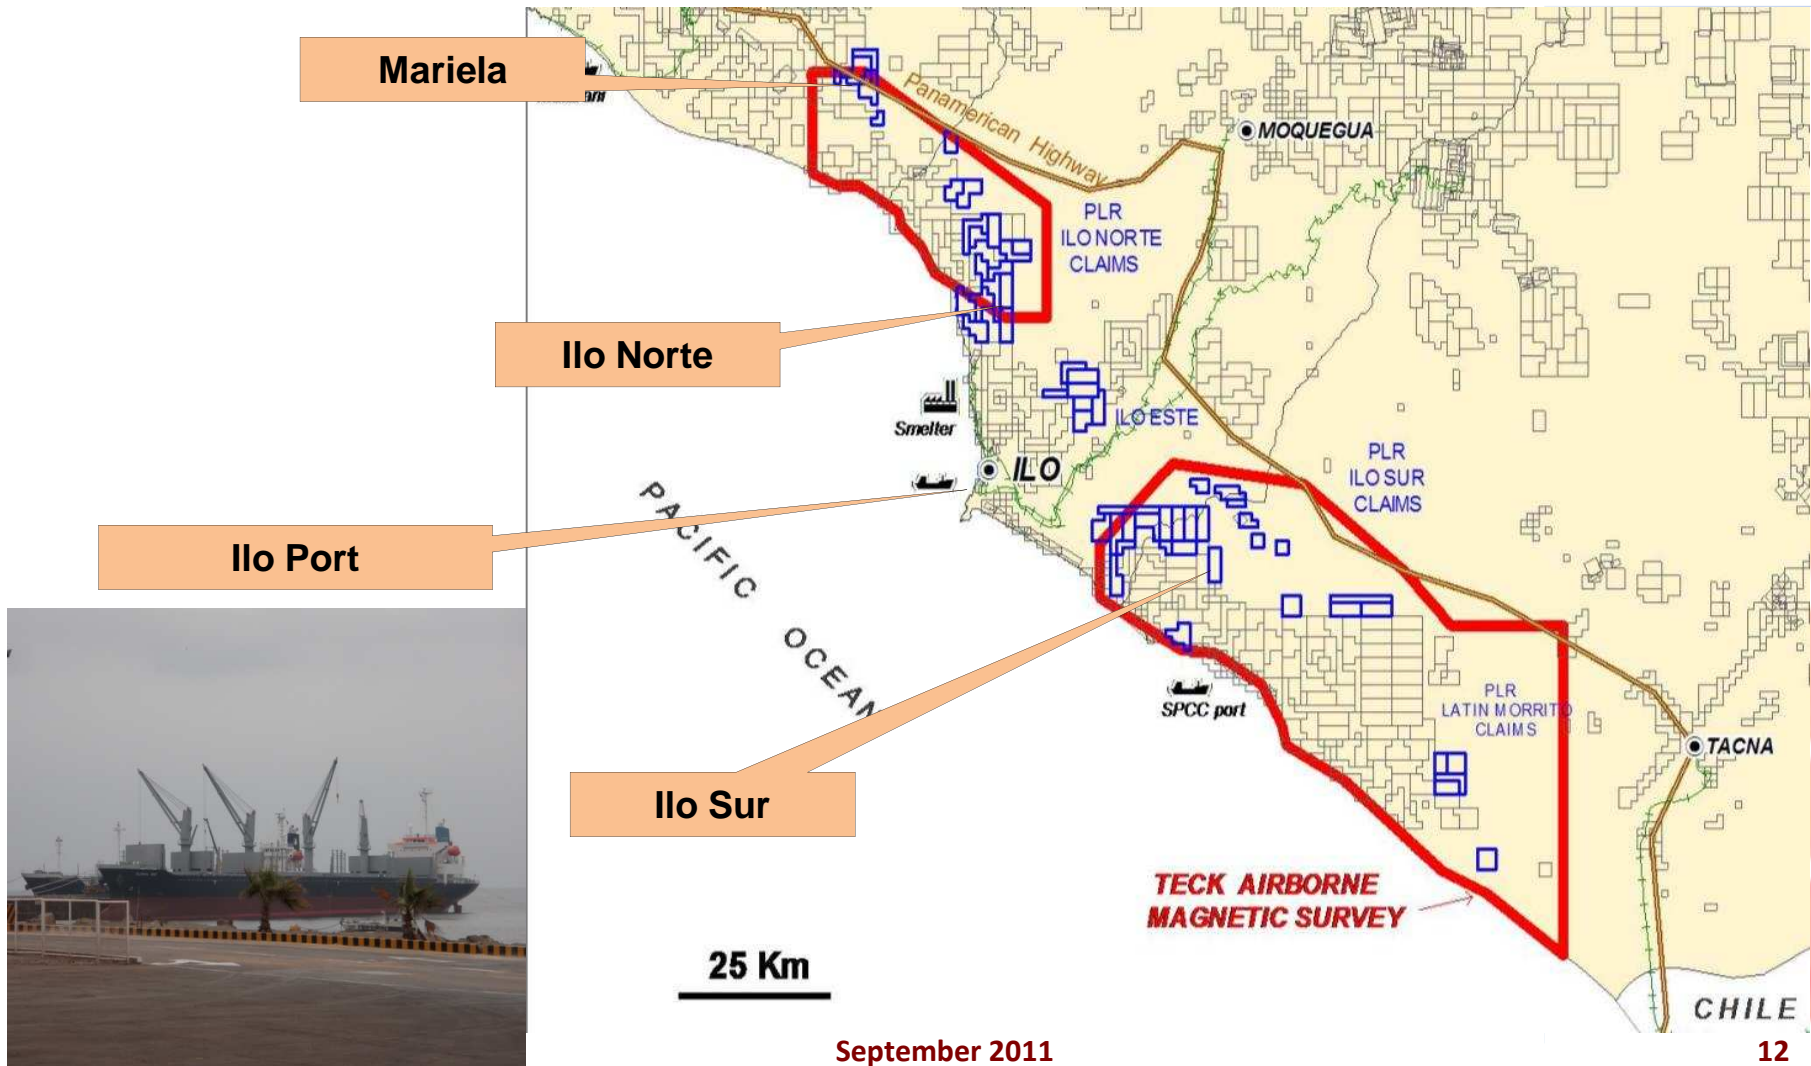 Mariela
Panamerican Highway
MOQUEGUA
PLR
ILO NORTE
CLAIMS
Ilo Norte
Smelter
ILO ESTE
ILO
PLR
ILO SUR
CLAIMS
PACIFIC OCEAN
Ilo Port
SPCC port
PLR
LATIN MORRITO
CLAIMS
TACNA
Ilo Sur
TECK AIRBORNE
MAGNETIC SURVEY
25 Km
CHILE
September 2011
12